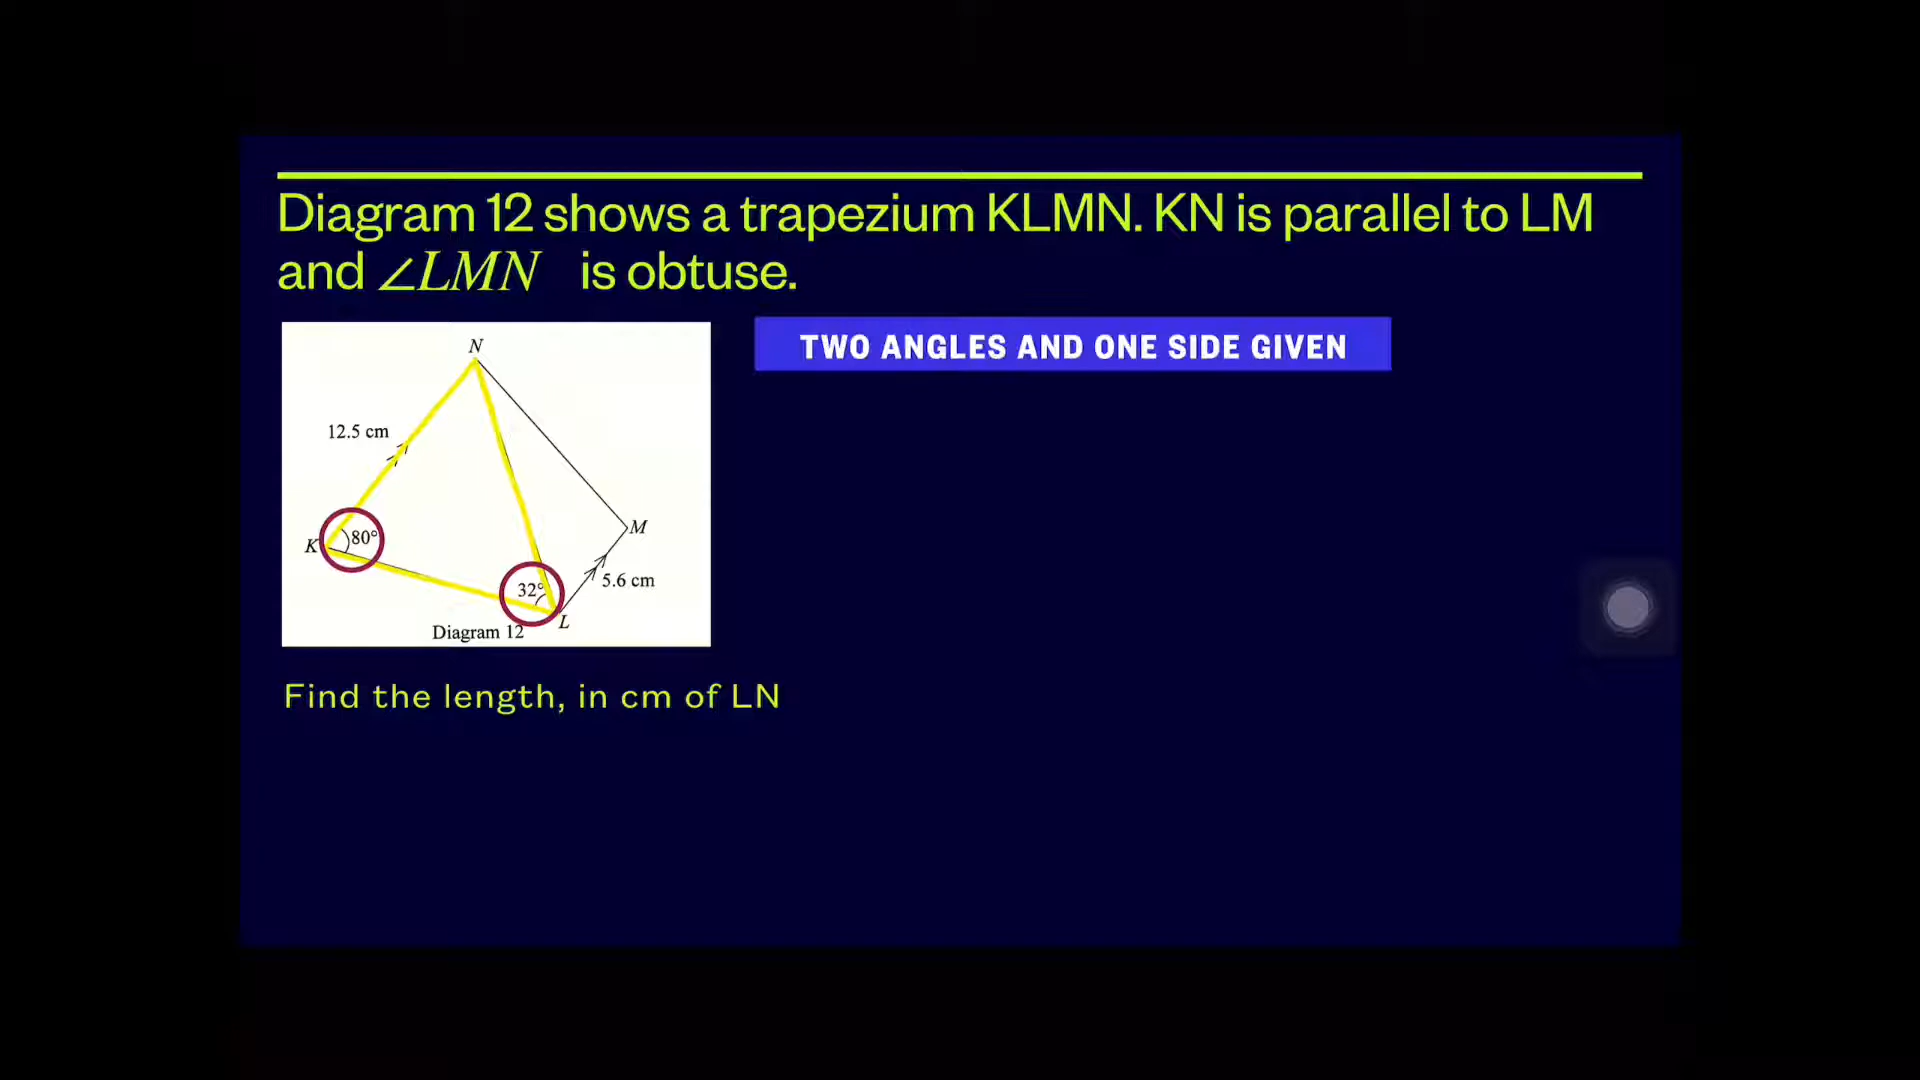 Diagram 12 shows a trapezium KLMN. KN is parallel to LM
and ∠LMN is obtuse.
TWO ANGLES AND ONE SIDE GIVEN
N
12.5 cm
M
K
80°
32°
5.6 cm
L
Diagram 12
Find the length, in cm of LN